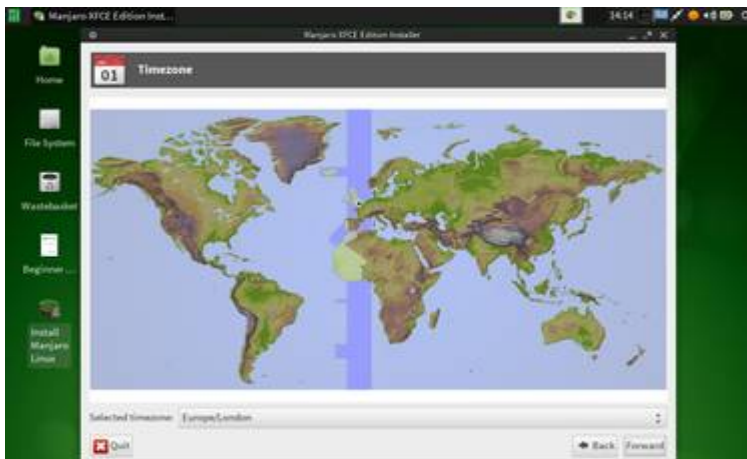 Manjaro XFCE Edition Inst...
14:14
Manjaro XFCE Edition Installer
01
Timezone
Home
File System
Wastebasket
Beginner ...
Install
Manjaro
Linux
Selected timezone: Europe/London
Quit
Back
Forward